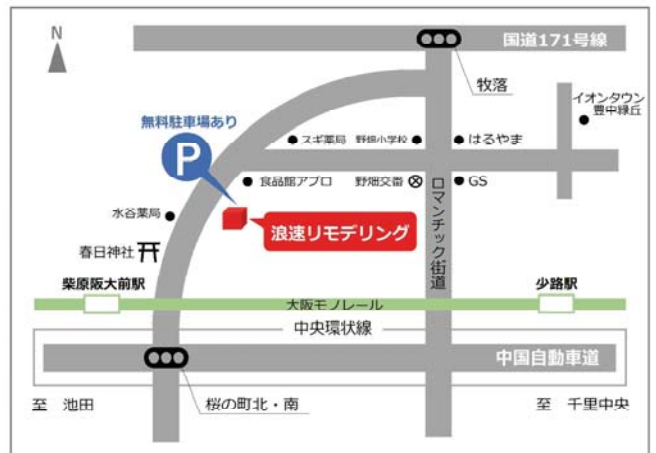 N
国道171号線
牧落
イオンタウン
豊中緑丘
無料駐車場あり
P
スギ薬局
野畑小学校
はるやま
食品館アプロ
野畑交番
GS
ロマンチック街道
水谷薬局
浪速リモデリング
春日神社
柴原阪大前駅
少路駅
大阪モノレール
中央環状線
中国自動車道
至 池田
桜の町北・南
至 千里中央